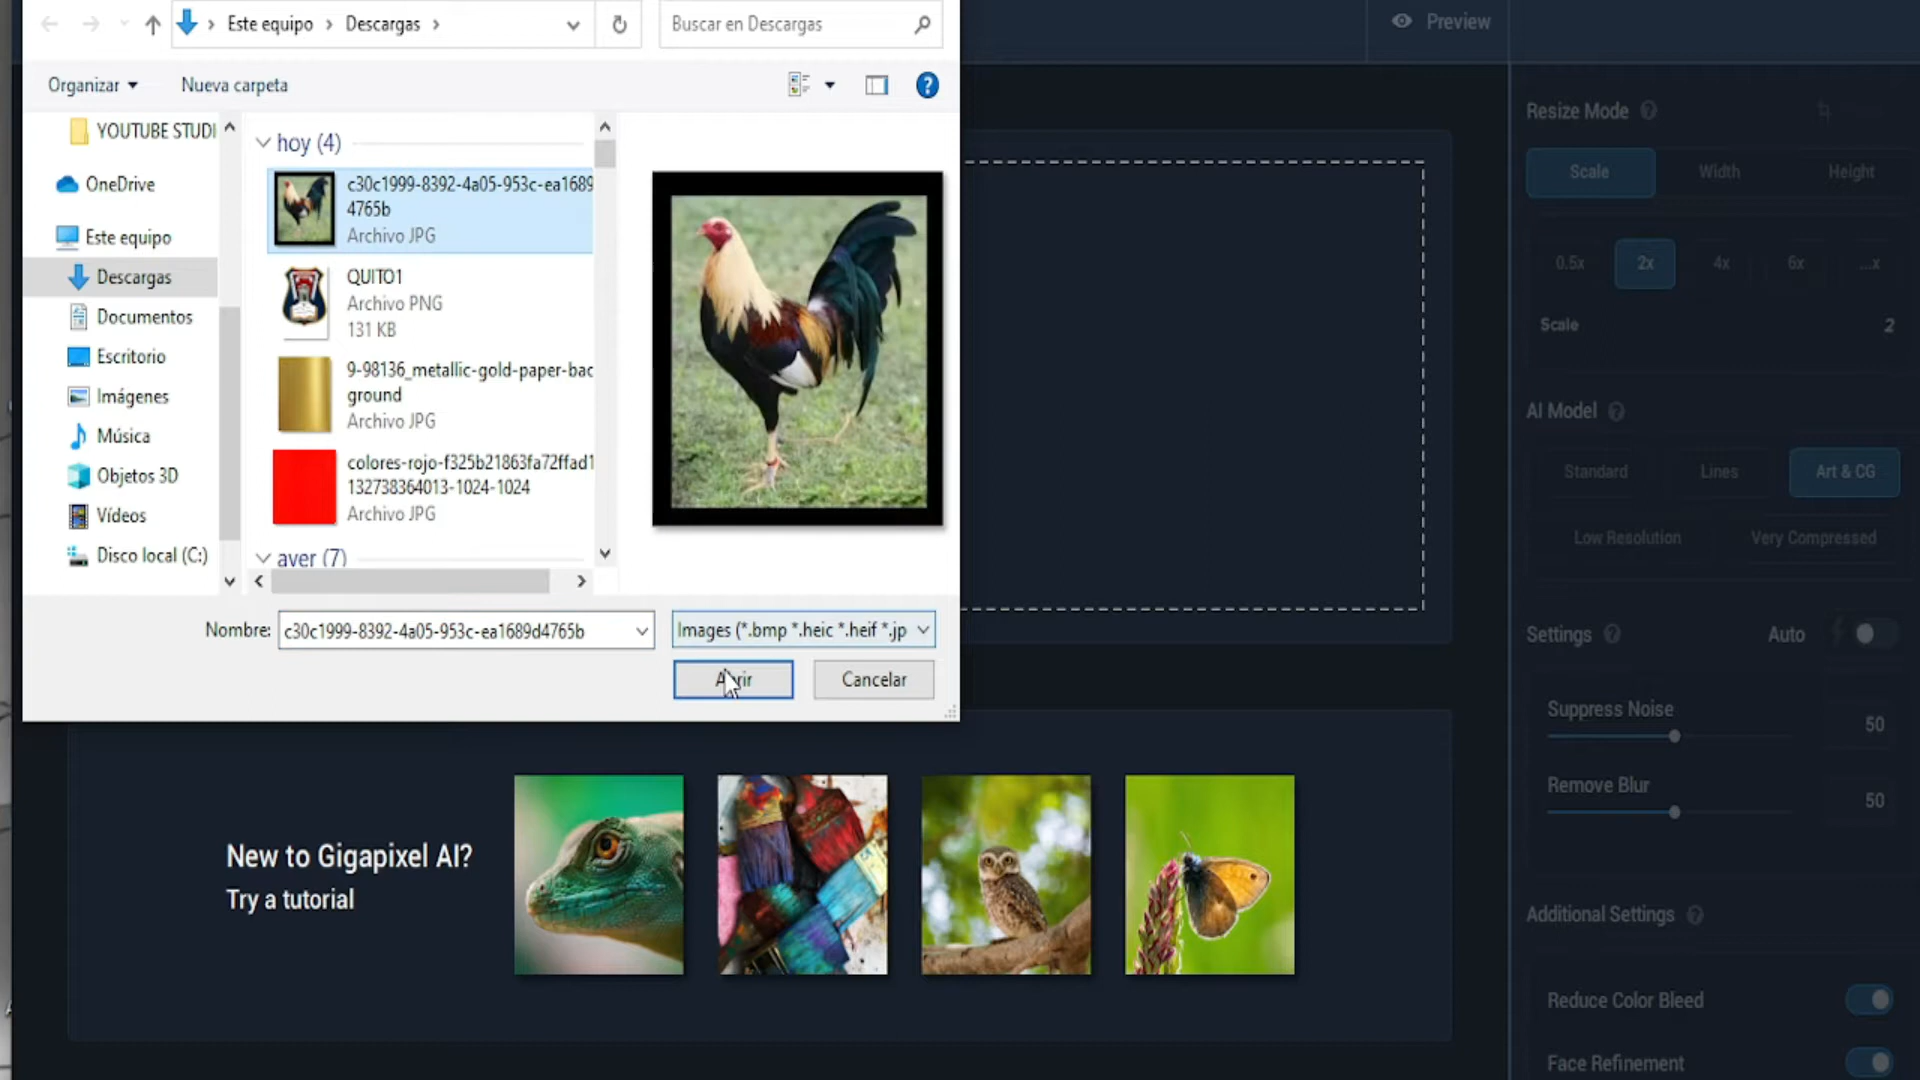 Este equipo
Descargas
Buscar en Descargas
Preview
Organizar
Nueva carpeta
YOUTUBE STUDI
OneDrive
Este equipo
Descargas
Documentos
Escritorio
Imágenes
Música
Objetos 3D
Vídeos
Disco local (C:)
hoy (4)
c30c1999-8392-4a05-953c-ea1689
4765b
Archivo JPG
QUITO1
Archivo PNG
131 KB
9-98136_metallic-gold-paper-bac
ground
Archivo JPG
colores-rojo-f325b21863fa72ffad1
132738364013-1024-1024
Archivo JPG
ayer (7)
Nombre:
c30c1999-8392-4a05-953c-ea1689d4765b
Images (*.bmp *.heic *.heif *.jp
Abrir
Cancelar
New to Gigapixel AI?
Try a tutorial
Resize Mode
Scale
Width
Height
0.5x
2x
4x
6x
...x
Scale
2
AI Model
Standard
Lines
Art & CG
Low Resolution
Very Compressed
Settings
Auto
Suppress Noise
50
Remove Blur
50
Additional Settings
Reduce Color Bleed
Face Refinement